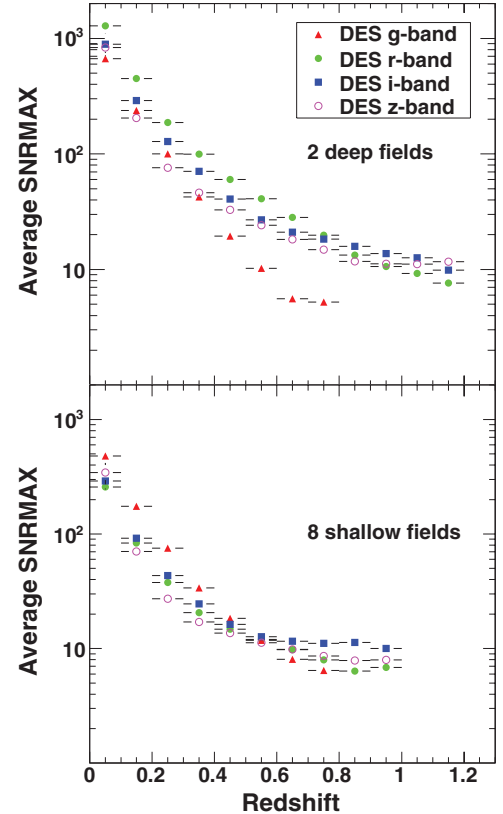 10³
10²
10
Average SNRMAX
DES g-band
DES r-band
DES i-band
DES z-band
2 deep fields
10³
10²
10
Average SNRMAX
8 shallow fields
0 0.2 0.4 0.6 0.8 1 1.2
Redshift